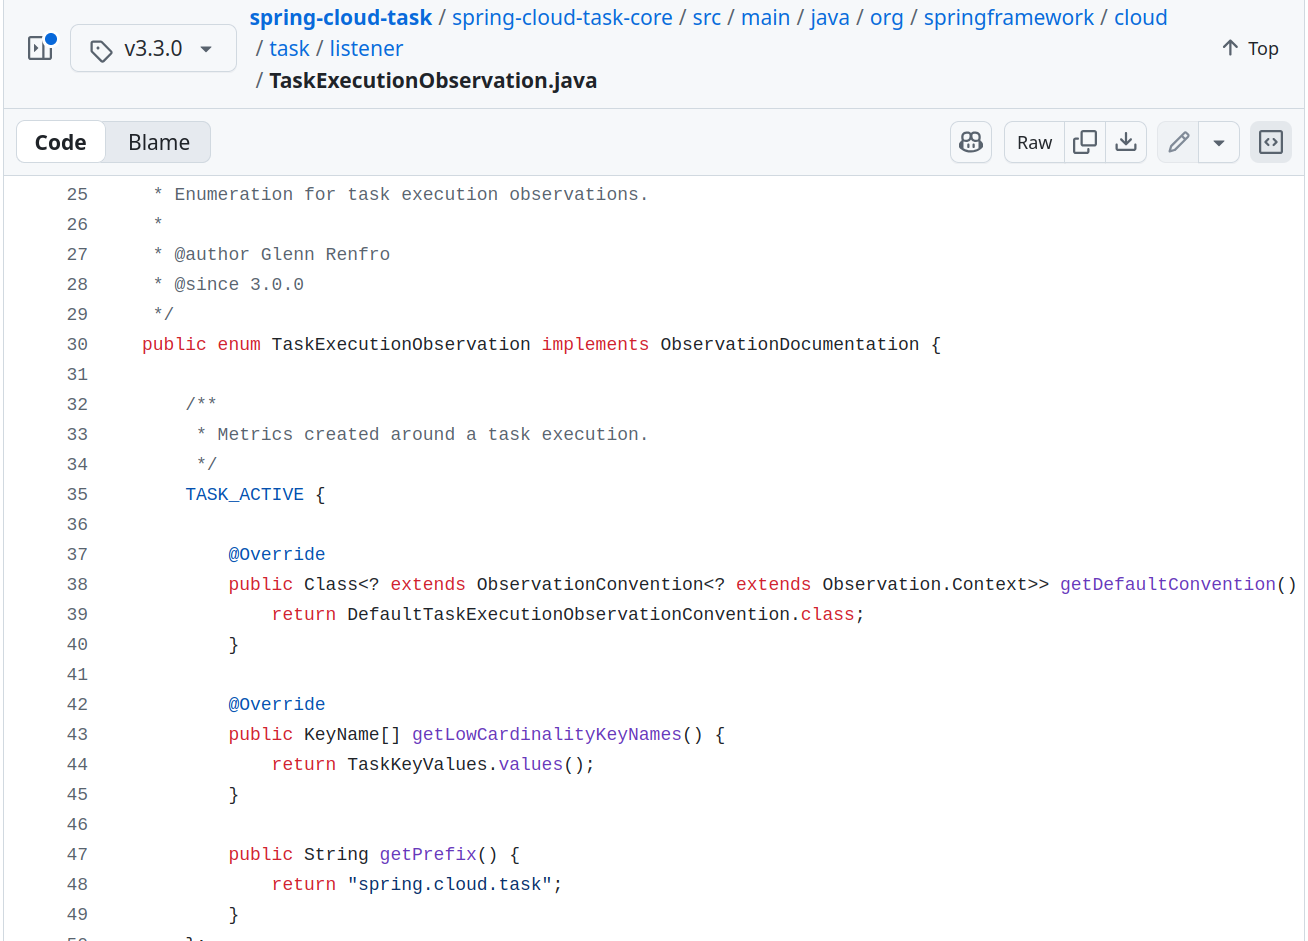 spring-cloud-task / spring-cloud-task-core / src / main / java / org / springframework / cloud
v3.3.0
/ task / listener
Top
/ TaskExecutionObservation.java
Code Blame Raw
25 * Enumeration for task execution observations.
26 *
27 * @author Glenn Renfro
28 * @since 3.0.0
29 */
30 public enum TaskExecutionObservation implements ObservationDocumentation {
31
32 /**
33 * Metrics created around a task execution.
34 */
35 TASK_ACTIVE {
36
37 @Override
38 public Class<? extends ObservationConvention<? extends Observation.Context>> getDefaultConvention()
39 return DefaultTaskExecutionObservationConvention.class;
40 }
41
42 @Override
43 public KeyName[] getLowCardinalityKeyNames() {
44 return TaskKeyValues.values();
45 }
46
47 public String getPrefix() {
48 return "spring.cloud.task";
49 }